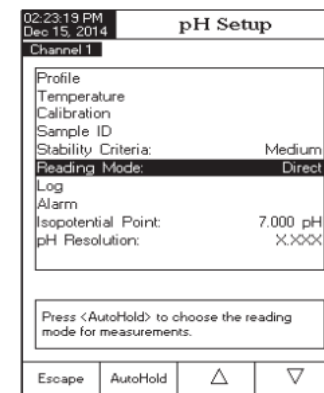 02:23:19 PM
Dec 15, 2014
pH Setup
Channel 1
Profile
Temperature
Calibration
Sample ID
Stability Criteria: Medium
Reading Mode: Direct
Log
Alarm
Isopotential Point: 7.000 pH
pH Resolution: X.XXX
Press <AutoHold> to choose the reading
mode for measurements.
Escape AutoHold △ ▽